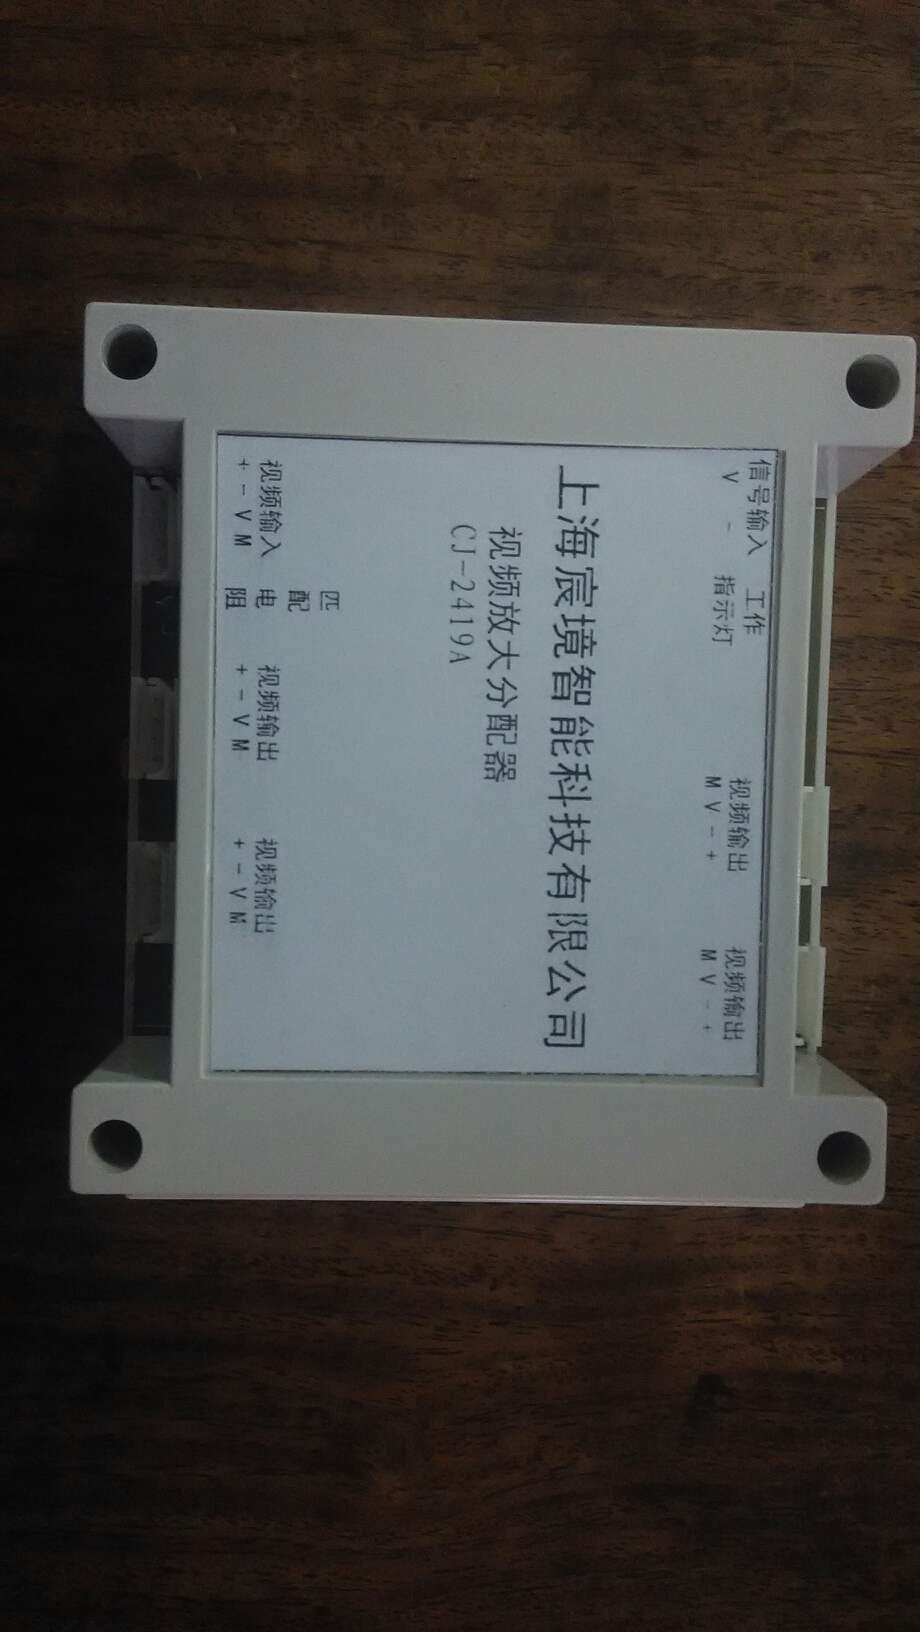 信号输入
V -
工作
指示灯
视频输出
M V - +
视频输出
M V - +
上海宸境智能科技有限公司
视频放大分配器
CJ-2419A
视频输入
+ - V M
匹
配
电
阻
视频输出
+ - V M
视频输出
+ - V M